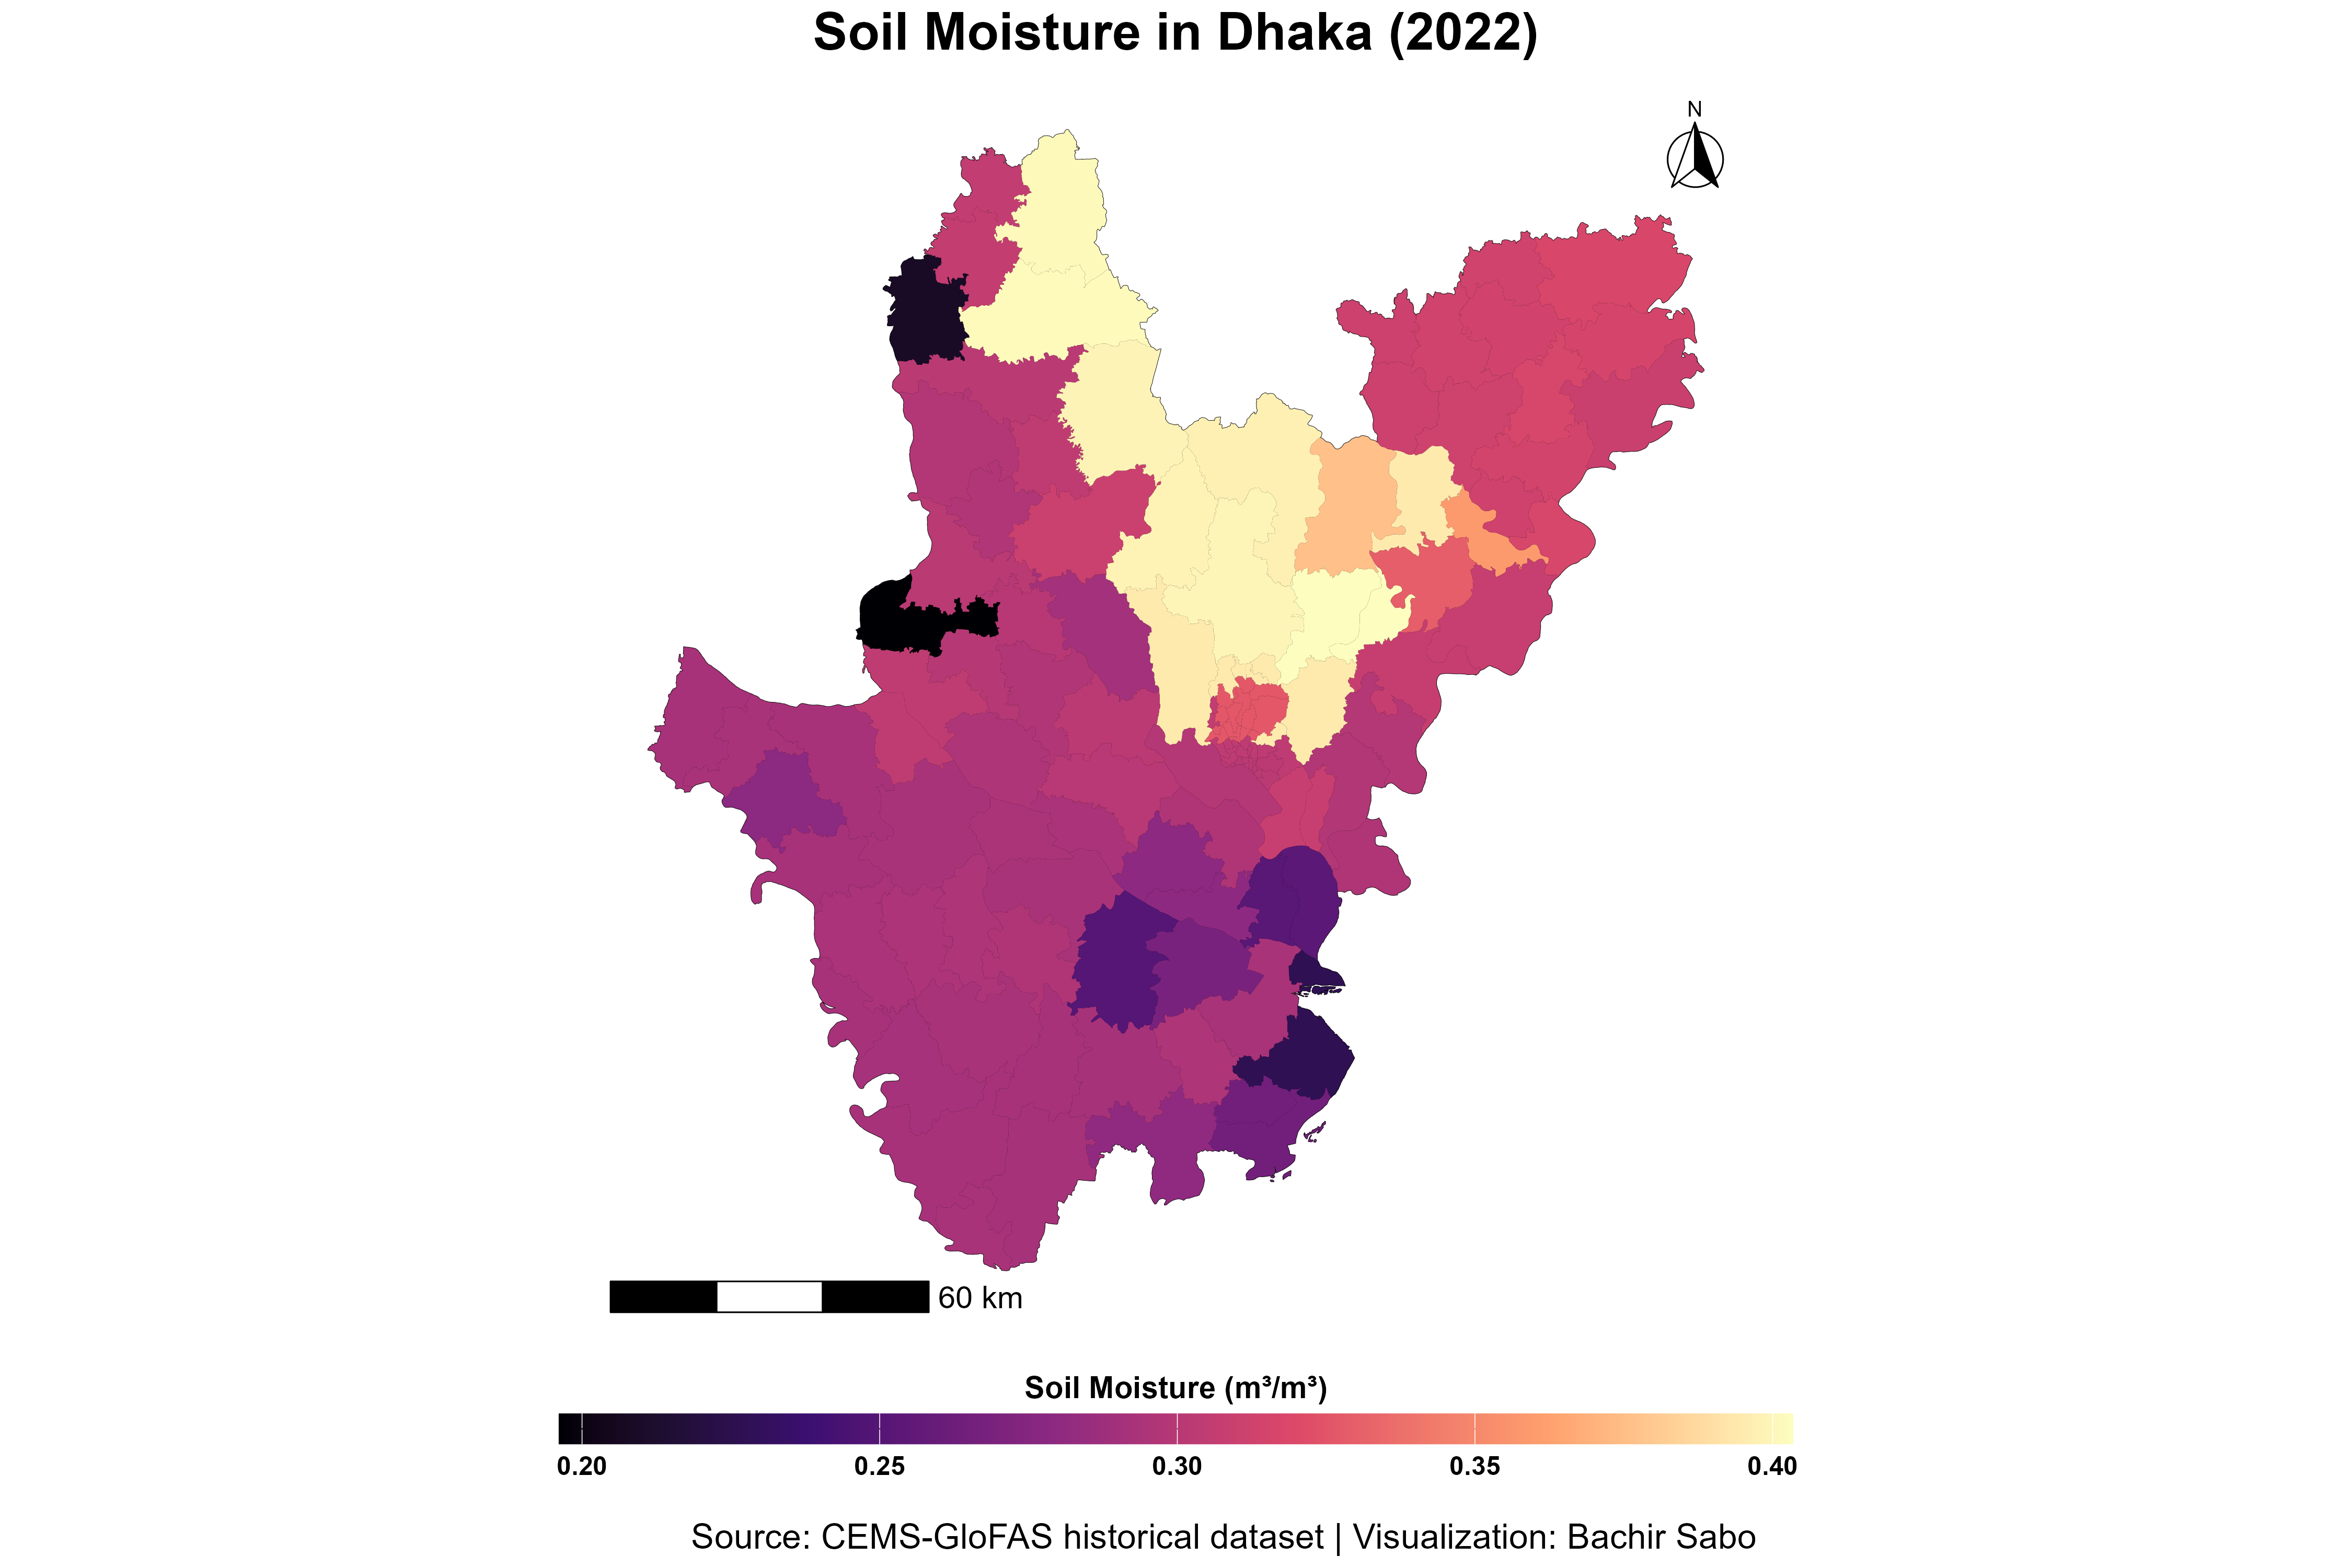 Soil Moisture in Dhaka (2022)
N
60 km
Soil Moisture (m³/m³)
0.20 0.25 0.30 0.35 0.40
Source: CEMS-GloFAS historical dataset | Visualization: Bachir Sabo